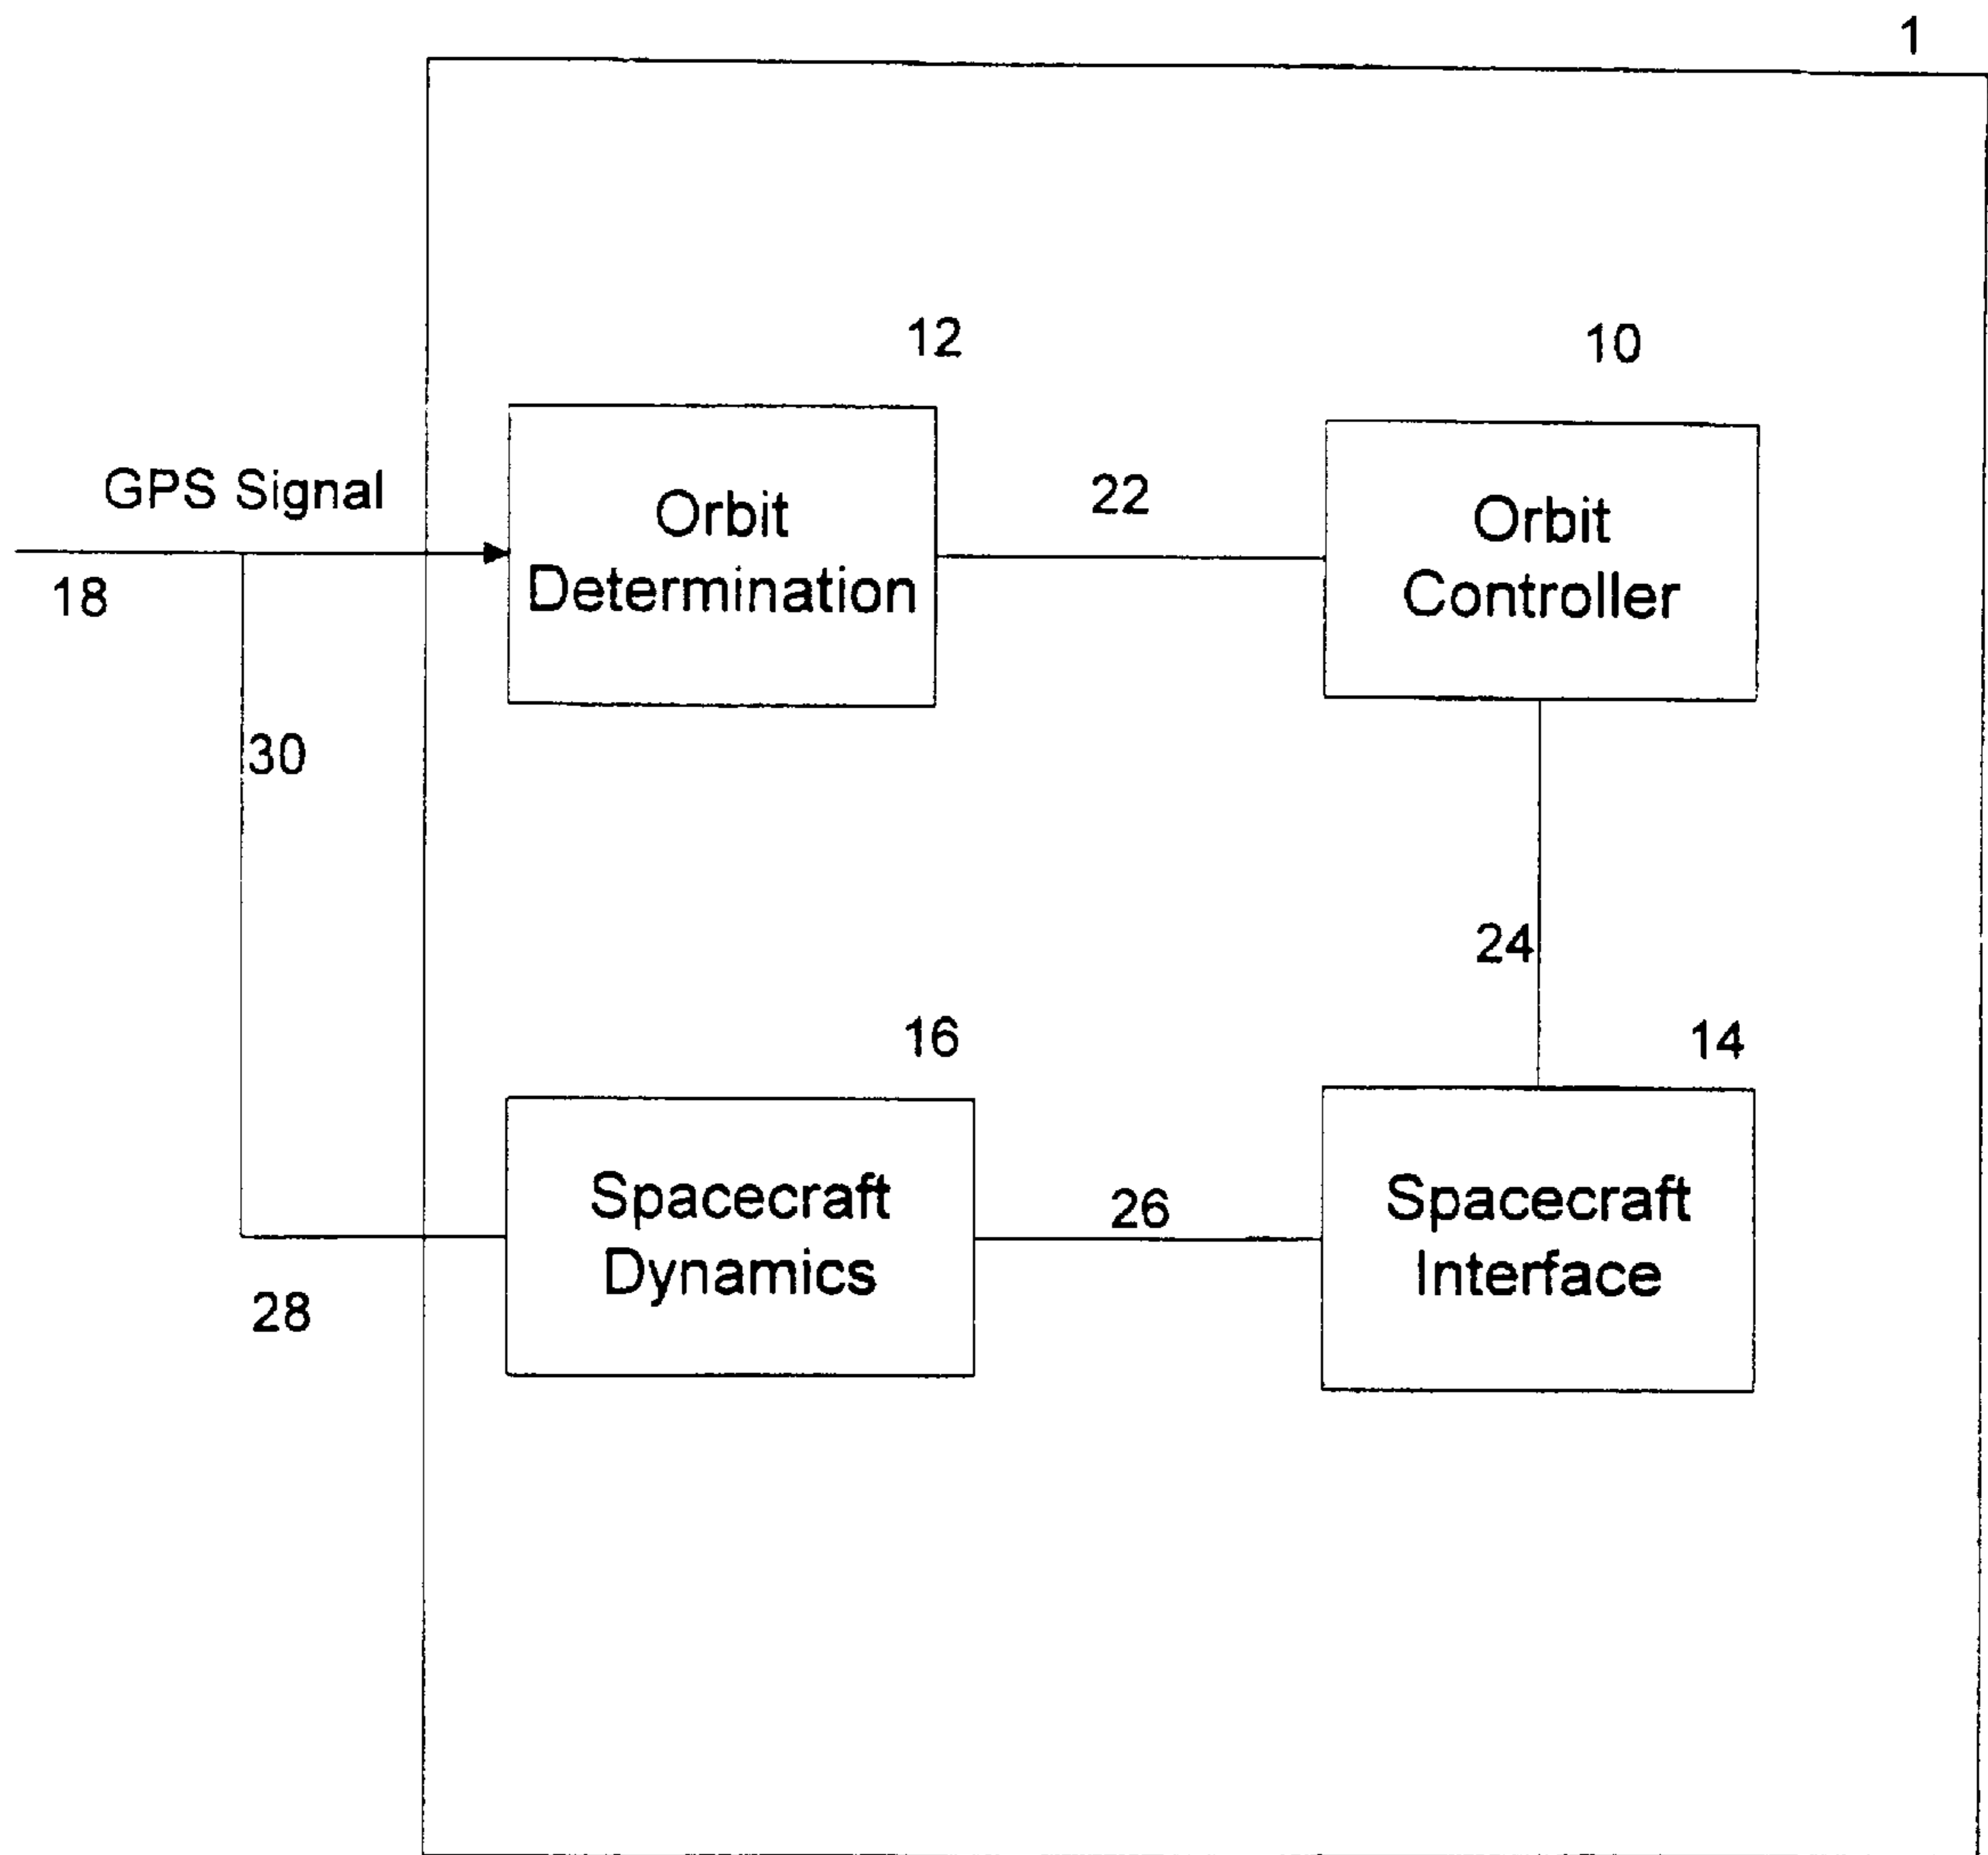 1
12
10
GPS Signal
22
Orbit
Determination
Orbit
Controller
18
30
24
16
14
Spacecraft
Dynamics
26
Spacecraft
Interface
28